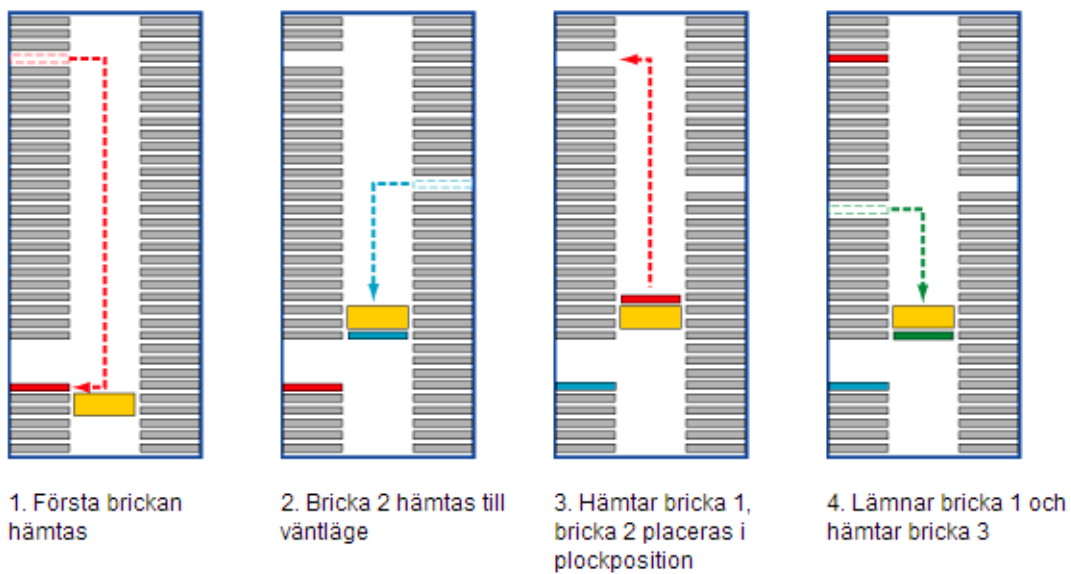 1. Första brickan
hämtas
2. Bricka 2 hämtas till
väntläge
3. Hämtar bricka 1,
bricka 2 placeras i
plockposition
4. Lämnar bricka 1 och
hämtar bricka 3